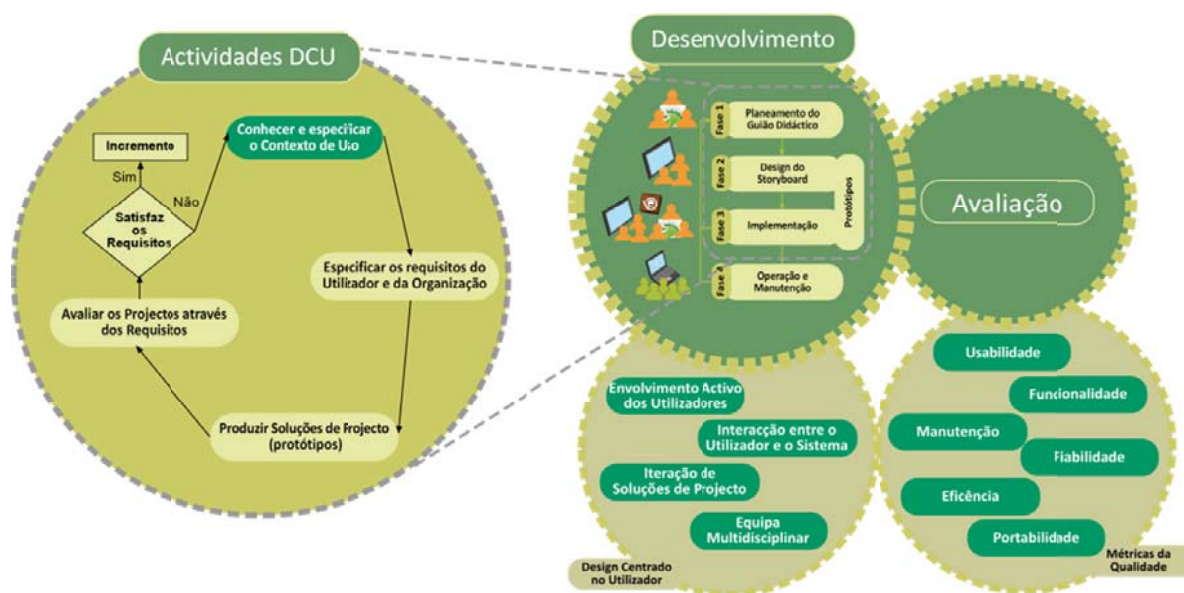 Actividades DCU
Conhecer e especificar
o Contexto de Uso
Incremento
Sim
Não
Satisfaz
os
Requisitos
Especificar os requisitos do
Utilizador e da Organização
Avaliar os Projectos através
dos Requisitos
Produzir Soluções de Projecto
(protótipos)
Desenvolvimento
Fase 1
Planeamento do
Guião Didáctico
Fase 2
Design do
Storyboard
Protótipos
Fase 3
Implementação
Fase 4
Operação e
Manutenção
Avaliação
Envolvimento Activo
dos Utilizadores
Interacção entre o
Utilizador e o Sistema
Iteração de
Soluções de Projecto
Equipa
Multidisciplinar
Design Centrado
no Utilizador
Usabilidade
Funcionalidade
Manutenção
Fiabilidade
Eficência
Portabilidade
Métricas da
Qualidade